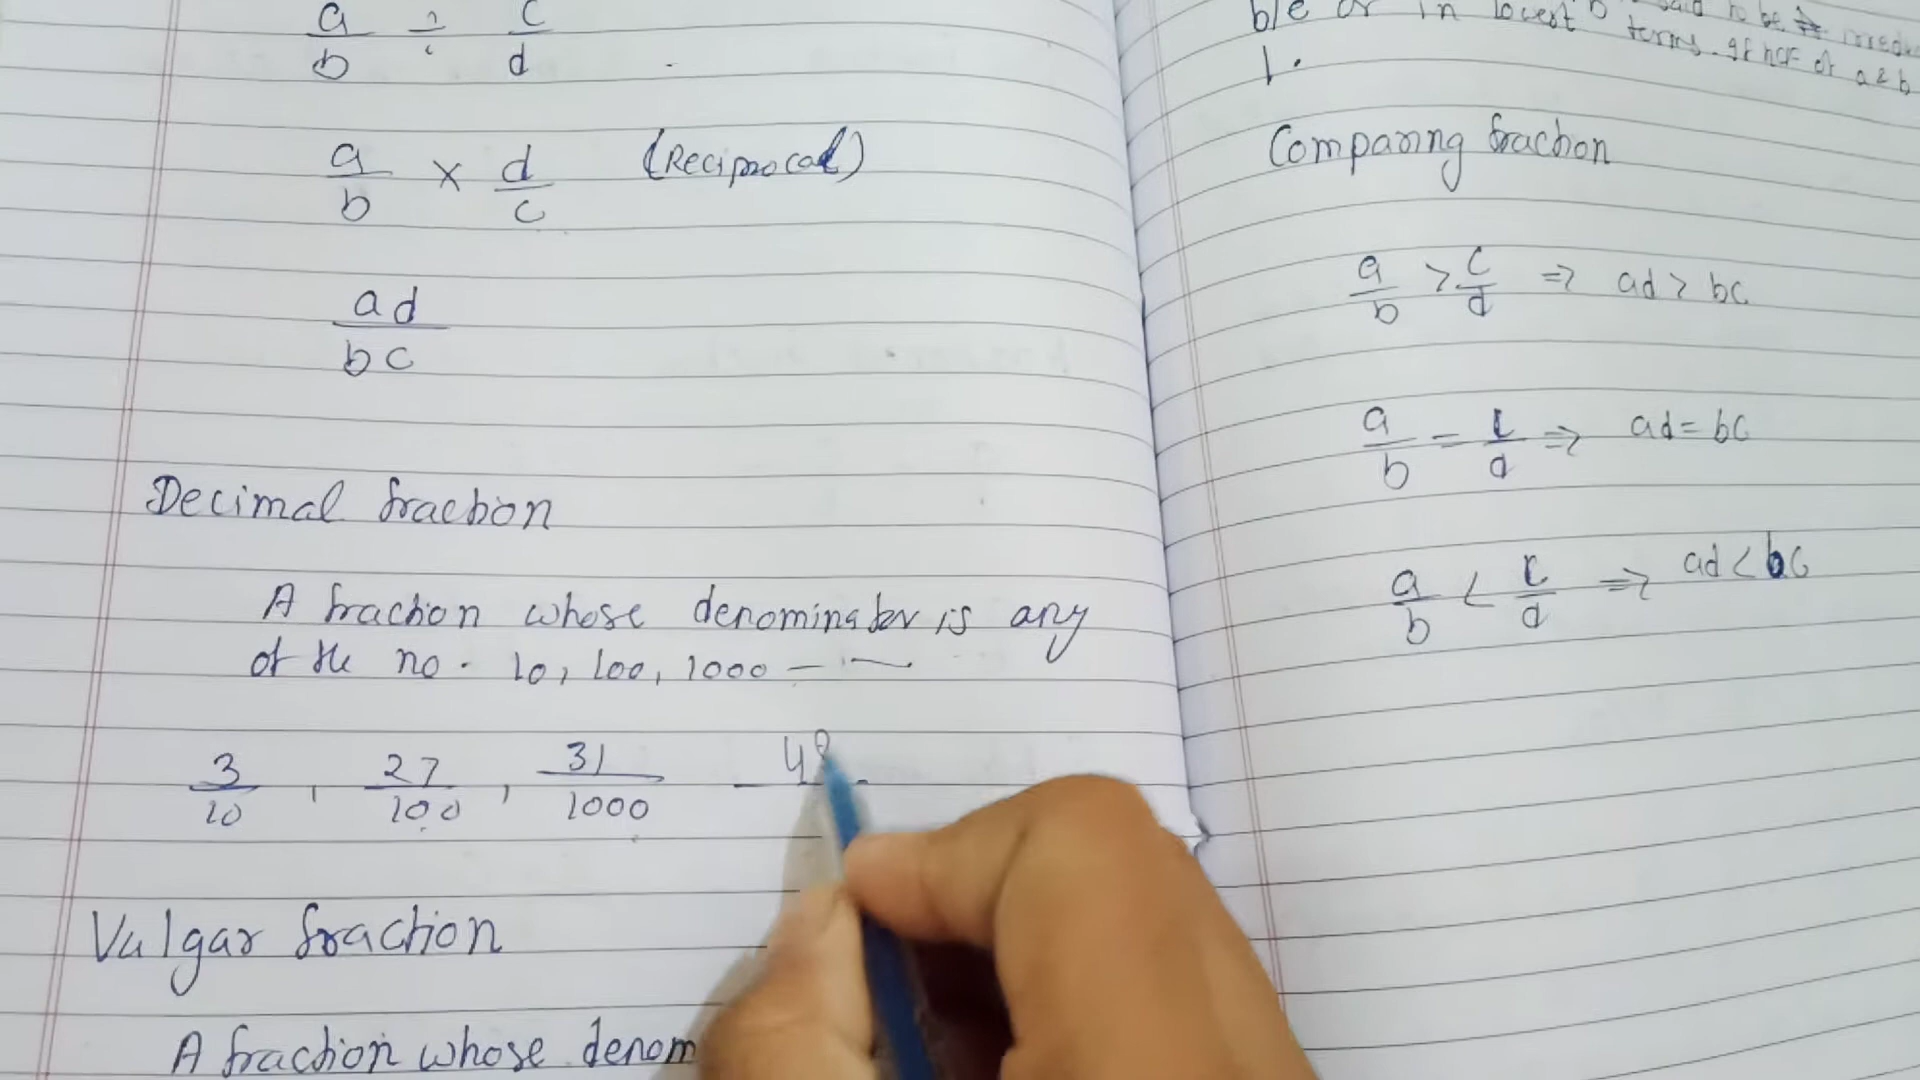 a/b ÷ c/d
a/b × d/c (Reciprocal)
ad/bc
Decimal fraction
A fraction whose denominator is any
of the no. 10, 100, 1000 ——
3/10 , 27/100 , 31/1000 48
Vulgar fraction
A fraction whose denom
ble or in lowest terms. If HCF of a & b
1.
Comparing fraction
a/b > c/d ⇒ ad > bc
a/b = c/d ⇒ ad = bc
a/b < c/d ⇒ ad < bc